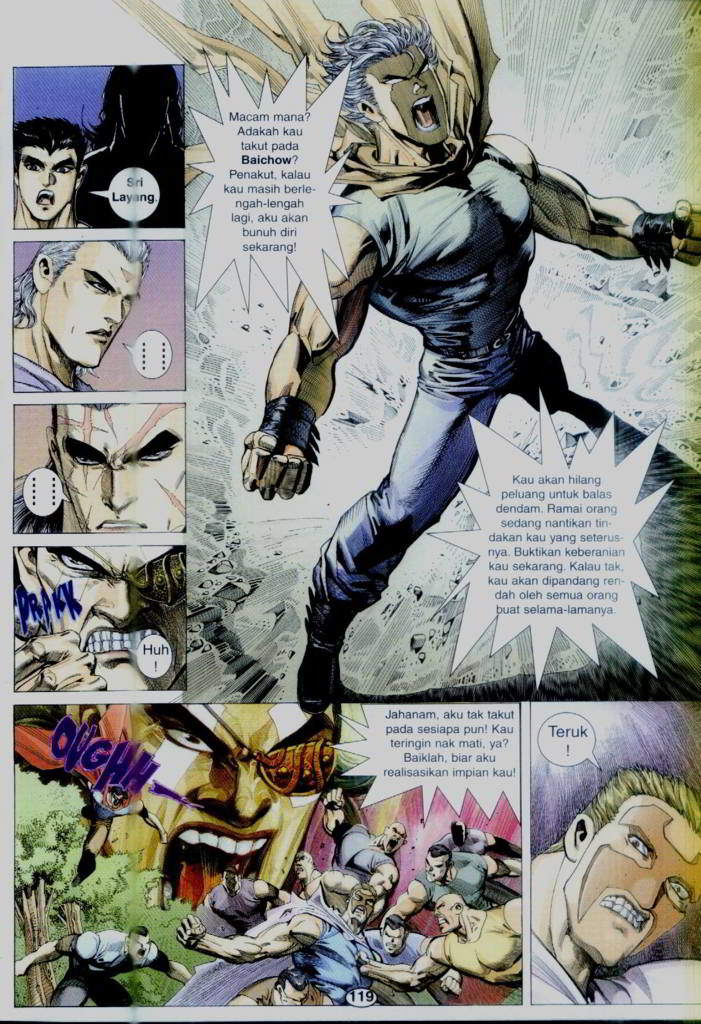 Sri
Layang.
Macam mana?
Adakah kau
takut pada
Baichow?
Penakut, kalau
kau masih berle-
ngah-lengah
lagi, aku akan
bunuh diri
sekarang!
Kau akan hilang
peluang untuk balas
dendam. Ramai orang
sedang nantikan tin-
dakan kau yang seterus-
nya. Buktikan keberanian
kau sekarang. Kalau tak,
kau akan dipandang ren-
dah oleh semua orang
buat selama-lamanya.
PRAKK
Huh
!
OUGHH
Jahanam, aku tak takut
pada sesiapa pun! Kau
teringin nak mati, ya?
Baiklah, biar aku
realisasikan impian kau!
Teruk
!
119